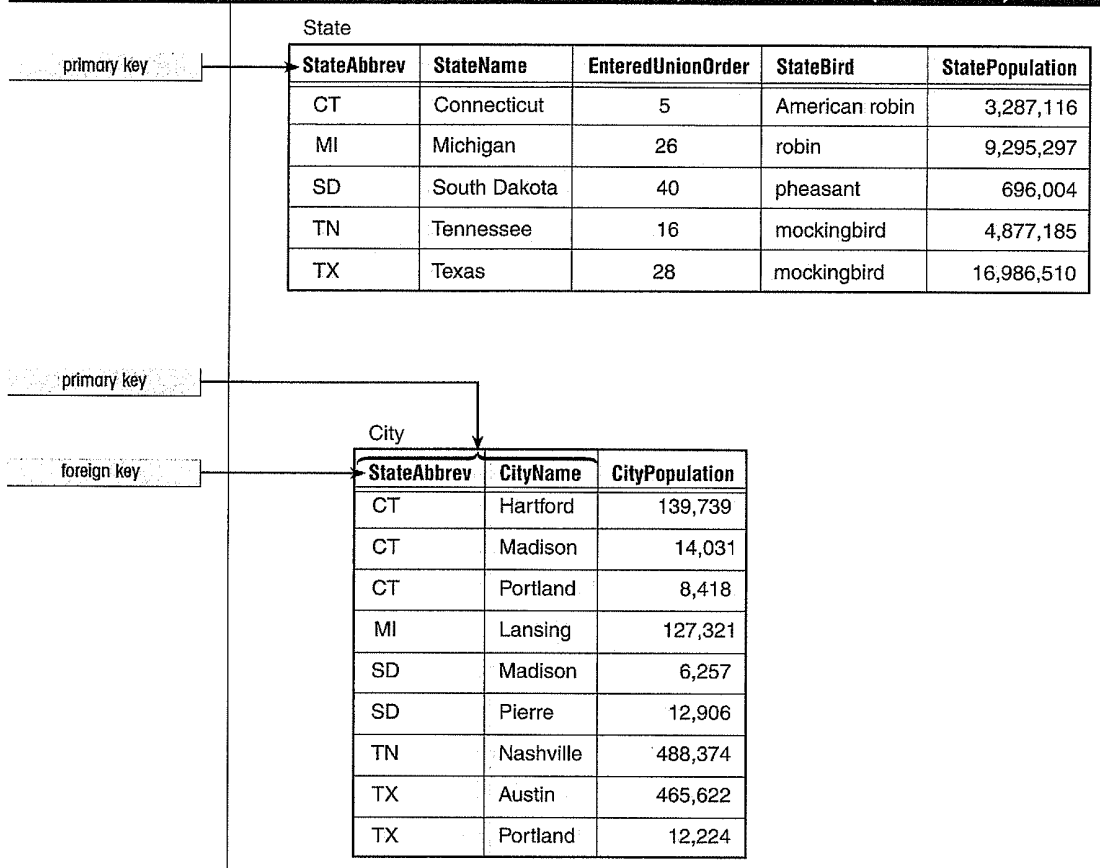 State
primary key
StateAbbrev StateName EnteredUnionOrder StateBird StatePopulation
CT Connecticut 5 American robin 3,287,116
MI Michigan 26 robin 9,295,297
SD South Dakota 40 pheasant 696,004
TN Tennessee 16 mockingbird 4,877,185
TX Texas 28 mockingbird 16,986,510
primary key
City
foreign key
StateAbbrev CityName CityPopulation
CT Hartford 139,739
CT Madison 14,031
CT Portland 8,418
MI Lansing 127,321
SD Madison 6,257
SD Pierre 12,906
TN Nashville 488,374
TX Austin 465,622
TX Portland 12,224